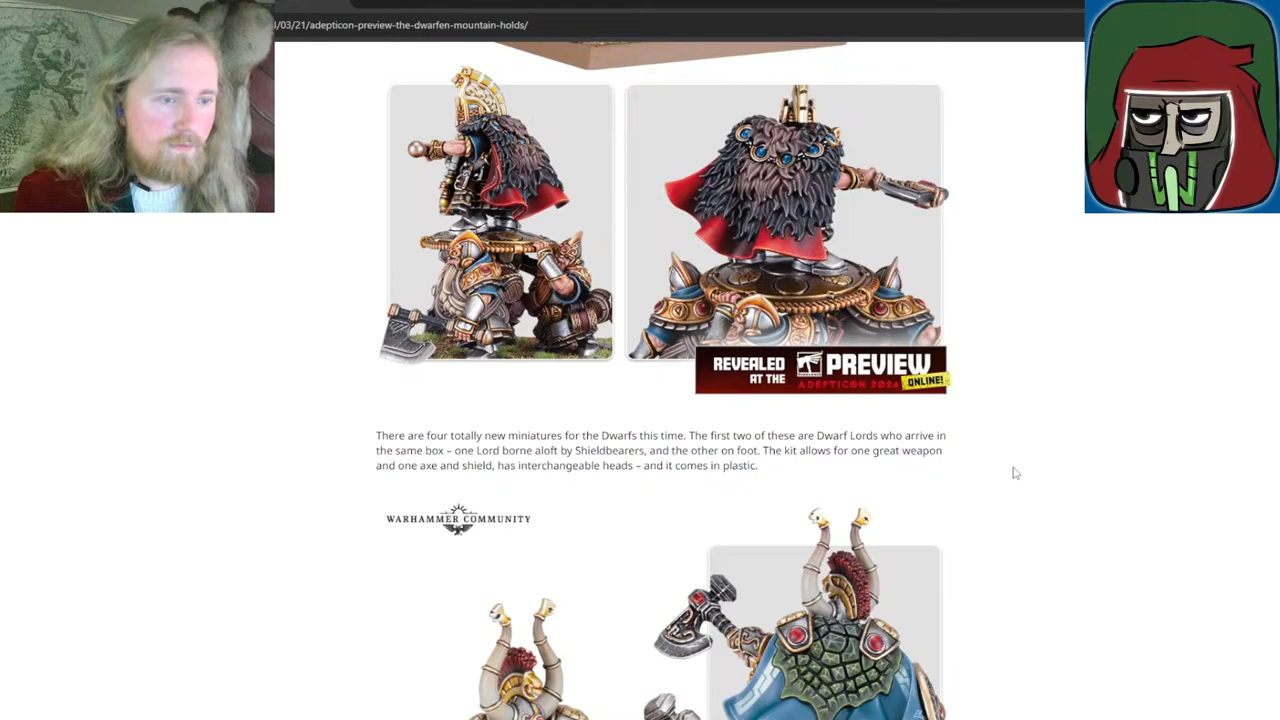 /03/21/adepticon-preview-the-dwarfen-mountain-holds/
REVEALED
AT THE
PREVIEW
ADEPTICON 2024
ONLINE!
There are four totally new miniatures for the Dwarfs this time. The first two of these are Dwarf Lords who arrive in
the same box – one Lord borne aloft by Shieldbearers, and the other on foot. The kit allows for one great weapon
and one axe and shield, has interchangeable heads – and it comes in plastic.
WARHAMMER COMMUNITY